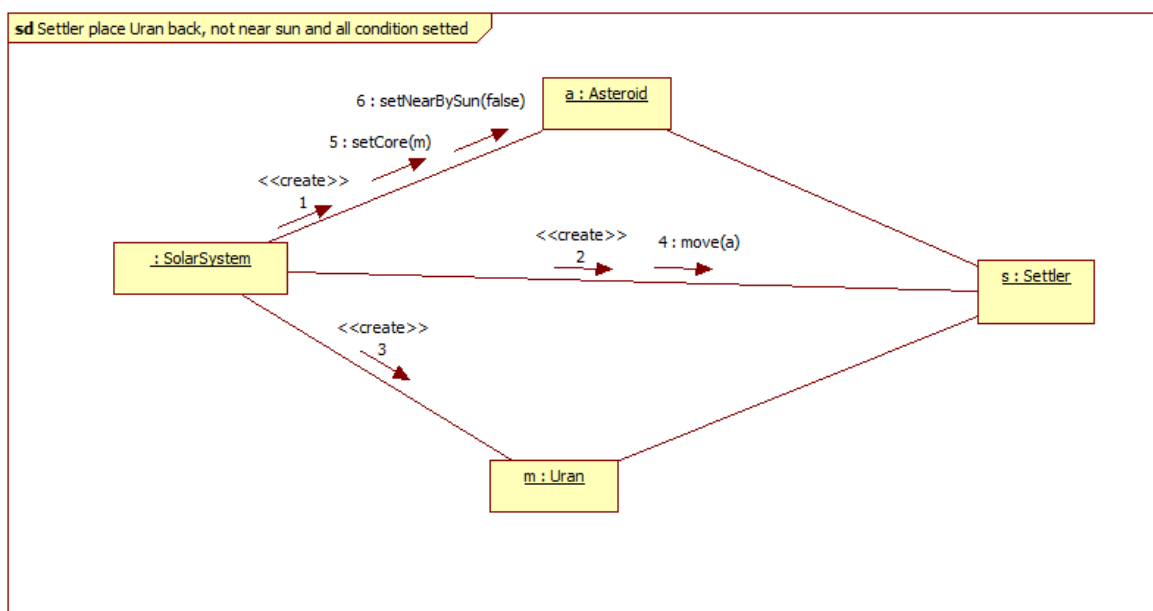 sd Settler place Uran back, not near sun and all condition setted
a : Asteroid
6 : setNearBySun(false)
5 : setCore(m)
<<create>>
1
: SolarSystem
<<create>>
2
4 : move(a)
s : Settler
<<create>>
3
m : Uran